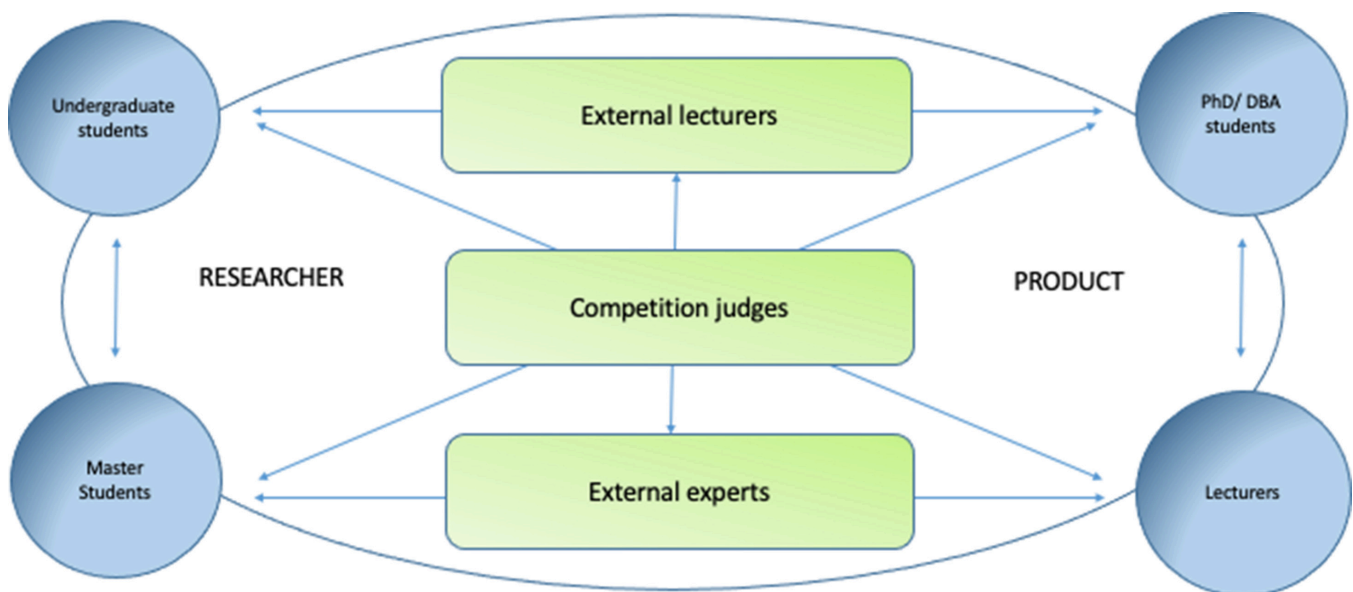 Undergraduate
students
External lecturers
PhD/ DBA
students
RESEARCHER
PRODUCT
Competition judges
Master
Students
External experts
Lecturers